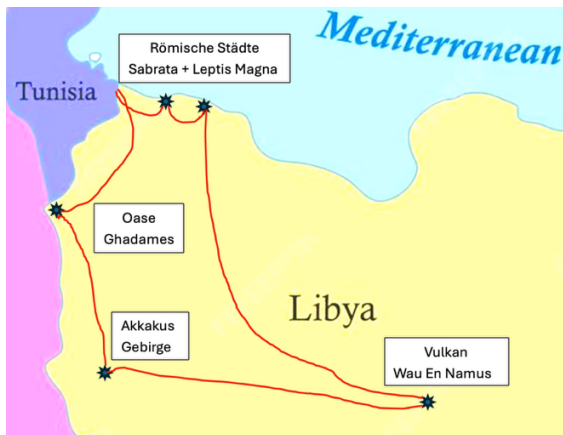 Mediterranean
Römische Städte
Sabrata + Leptis Magna
Tunisia
Oase
Ghadames
Libya
Akkakus
Gebirge
Vulkan
Wau En Namus